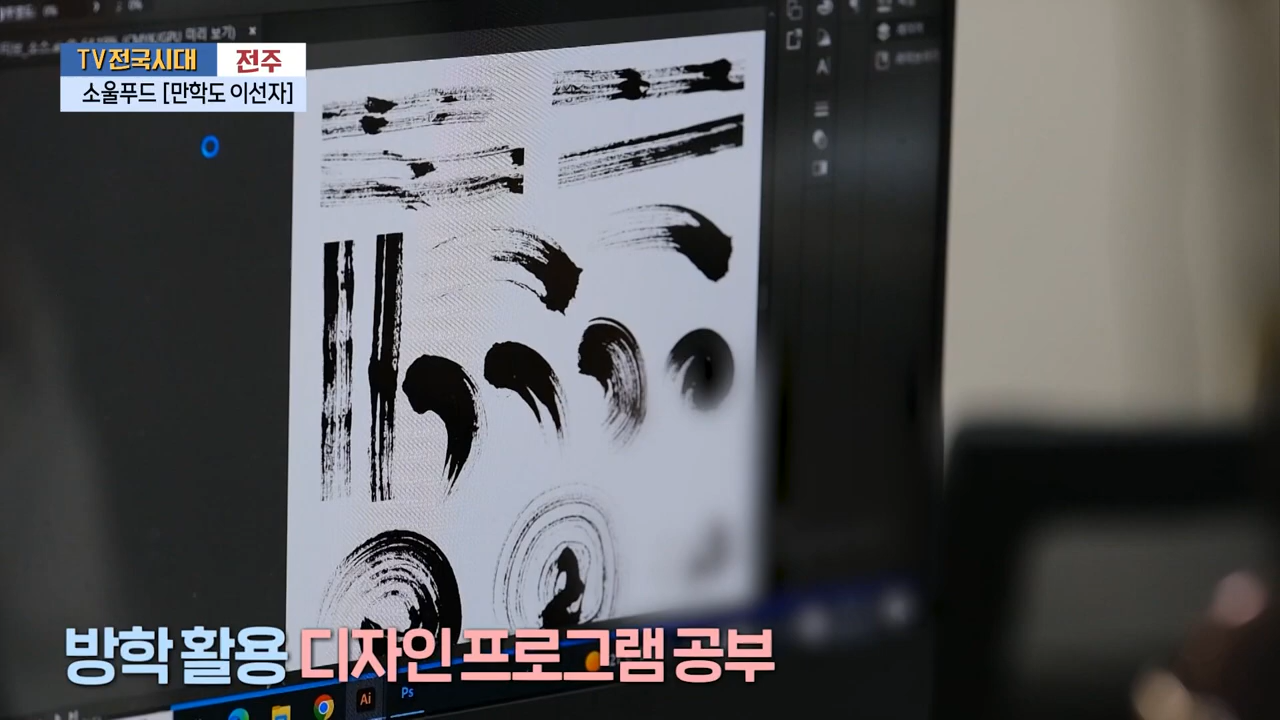 TV전국시대 전주
소울푸드 [만학도 이선자]
방학 활용 디자인 프로그램 공부
Ai
Ps